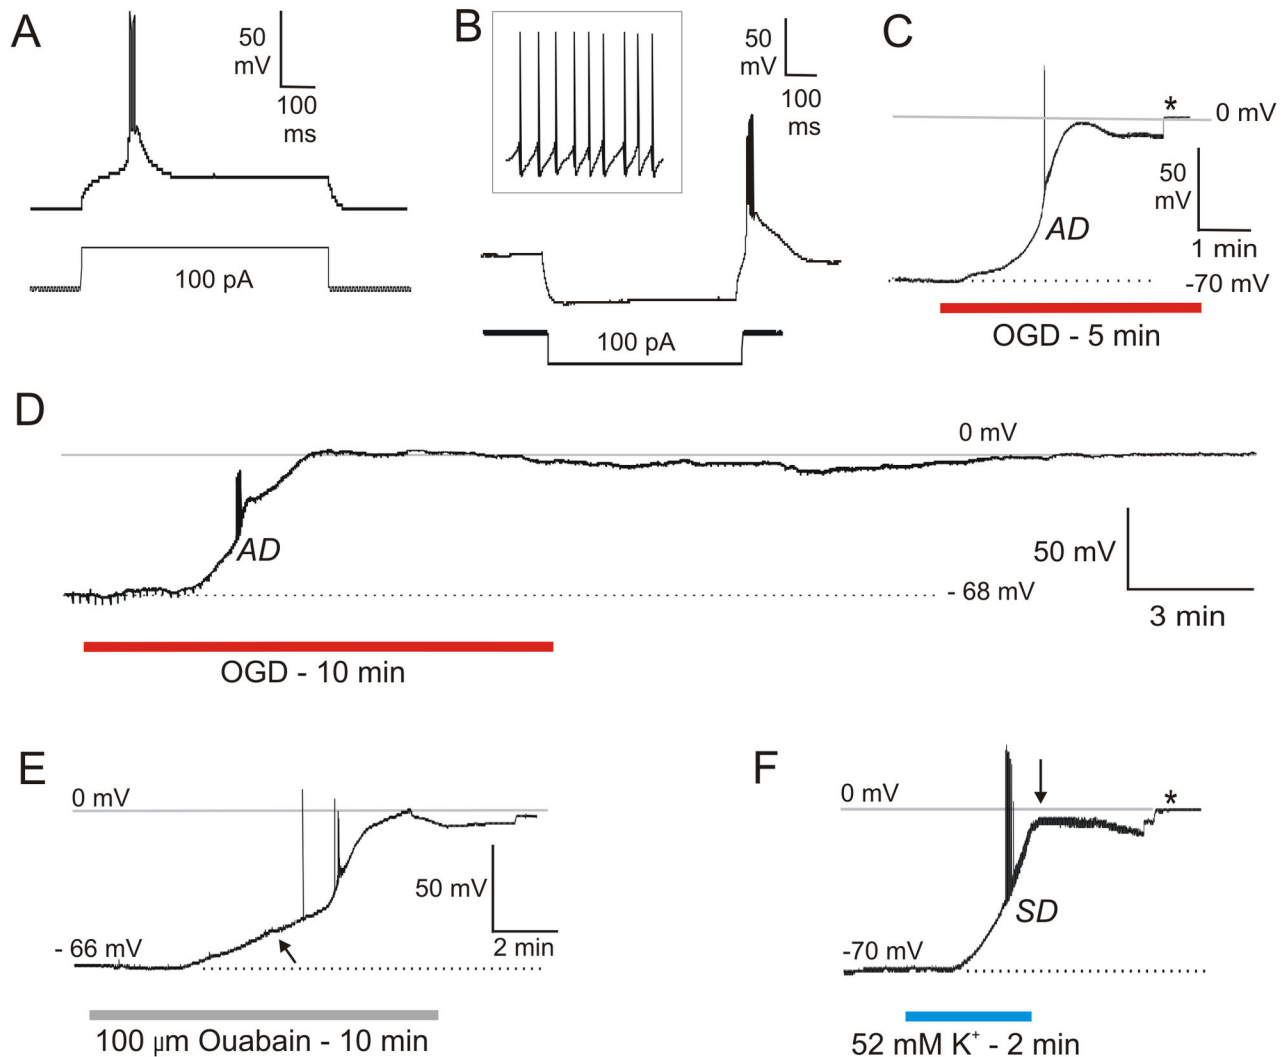 A
50
mV
100
ms
100 pA
B
50
mV
100
ms
100 pA
C
*
0 mV
50
mV
1 min
AD
-70 mV
OGD - 5 min
D
0 mV
AD
50 mV
- 68 mV
3 min
OGD - 10 min
E
0 mV
50 mV
2 min
- 66 mV
100 μm Ouabain - 10 min
F
0 mV
*
SD
-70 mV
52 mM K⁺ - 2 min